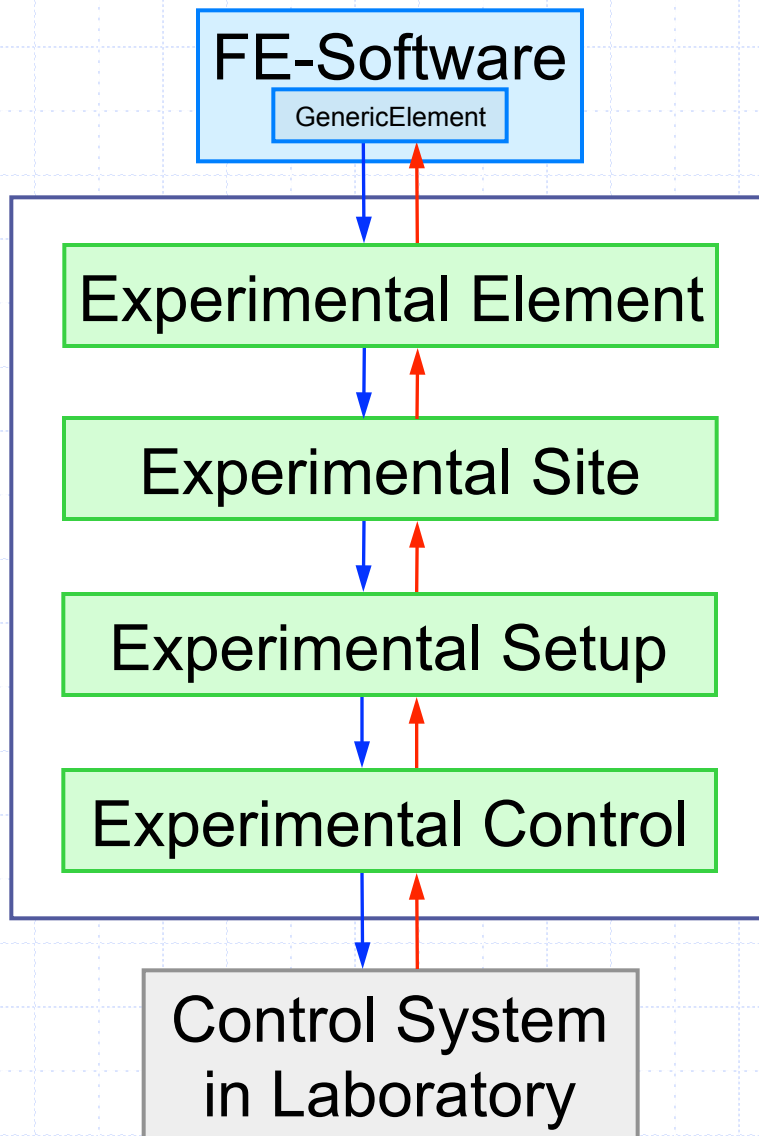 FE-Software
GenericElement
Experimental Element
Experimental Site
Experimental Setup
Experimental Control
Control System
in Laboratory